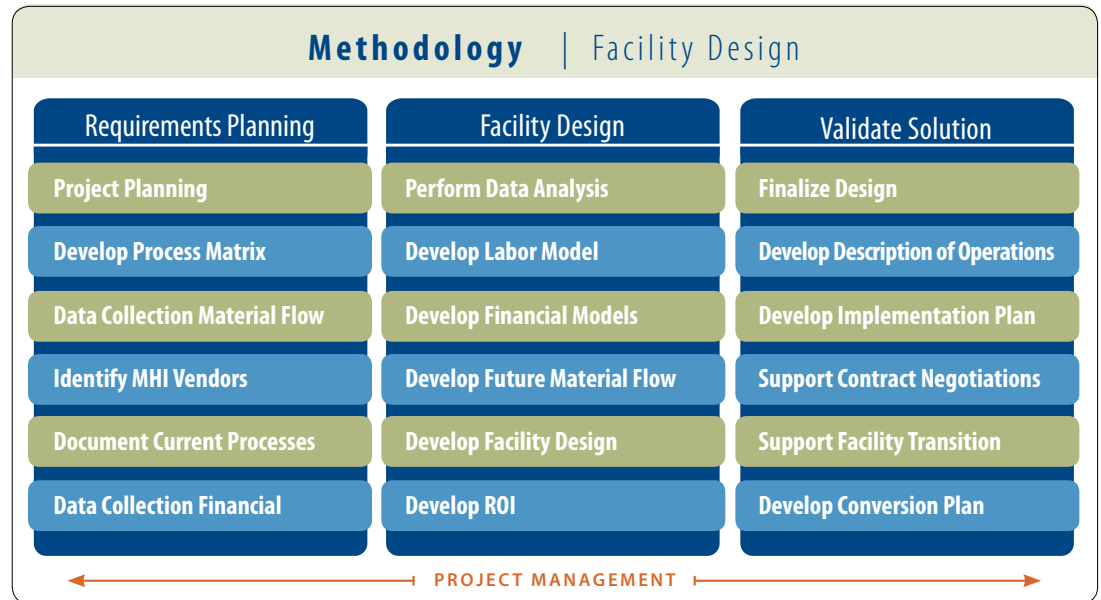 Methodology | Facility Design
Requirements Planning
Project Planning
Develop Process Matrix
Data Collection Material Flow
Identify MHI Vendors
Document Current Processes
Data Collection Financial
Facility Design
Perform Data Analysis
Develop Labor Model
Develop Financial Models
Develop Future Material Flow
Develop Facility Design
Develop ROI
Validate Solution
Finalize Design
Develop Description of Operations
Develop Implementation Plan
Support Contract Negotiations
Support Facility Transition
Develop Conversion Plan
PROJECT MANAGEMENT